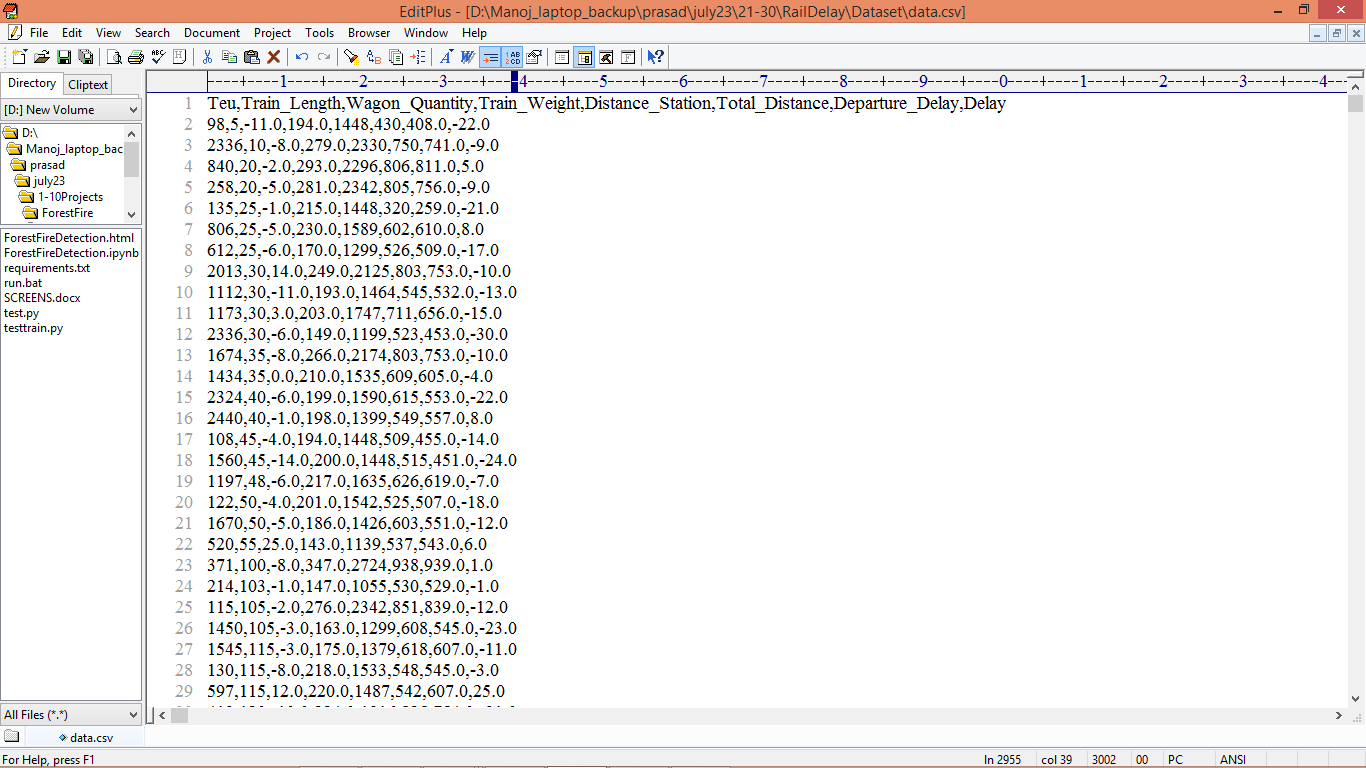 EditPlus - [D:\Manoj_laptop_backup\prasad\july23\21-30\RailDelay\Dataset\data.csv]
File Edit View Search Document Project Tools Browser Window Help
Directory Cliptext
[D:] New Volume
D:\
Manoj_laptop_bac
prasad
july23
1-10Projects
ForestFire
ForestFireDetection.html
ForestFireDetection.ipynb
requirements.txt
run.bat
SCREENS.docx
test.py
testtrain.py
All Files (*.*)
----+----1----+----2----+----3----+----4----+----5----+----6----+----7----+----8----+----9----+----0----+----1----+----2----+----3----+----4--
1 Teu,Train_Length,Wagon_Quantity,Train_Weight,Distance_Station,Total_Distance,Departure_Delay,Delay
2 98,5,-11.0,194.0,1448,430,408.0,-22.0
3 2336,10,-8.0,279.0,2330,750,741.0,-9.0
4 840,20,-2.0,293.0,2296,806,811.0,5.0
5 258,20,-5.0,281.0,2342,805,756.0,-9.0
6 135,25,-1.0,215.0,1448,320,259.0,-21.0
7 806,25,-5.0,230.0,1589,602,610.0,8.0
8 612,25,-6.0,170.0,1299,526,509.0,-17.0
9 2013,30,14.0,249.0,2125,803,753.0,-10.0
10 1112,30,-11.0,193.0,1464,545,532.0,-13.0
11 1173,30,3.0,203.0,1747,711,656.0,-15.0
12 2336,30,-6.0,149.0,1199,523,453.0,-30.0
13 1674,35,-8.0,266.0,2174,803,753.0,-10.0
14 1434,35,0.0,210.0,1535,609,605.0,-4.0
15 2324,40,-6.0,199.0,1590,615,553.0,-22.0
16 2440,40,-1.0,198.0,1399,549,557.0,8.0
17 108,45,-4.0,194.0,1448,509,455.0,-14.0
18 1560,45,-14.0,200.0,1448,515,451.0,-24.0
19 1197,48,-6.0,217.0,1635,626,619.0,-7.0
20 122,50,-4.0,201.0,1542,525,507.0,-18.0
21 1670,50,-5.0,186.0,1426,603,551.0,-12.0
22 520,55,25.0,143.0,1139,537,543.0,6.0
23 371,100,-8.0,347.0,2724,938,939.0,1.0
24 214,103,-1.0,147.0,1055,530,529.0,-1.0
25 115,105,-2.0,276.0,2342,851,839.0,-12.0
26 1450,105,-3.0,163.0,1299,608,545.0,-23.0
27 1545,115,-3.0,175.0,1379,618,607.0,-11.0
28 130,115,-8.0,218.0,1533,548,545.0,-3.0
29 597,115,12.0,220.0,1487,542,607.0,25.0
data.csv
For Help, press F1 ln 2955 col 39 3002 00 PC ANSI